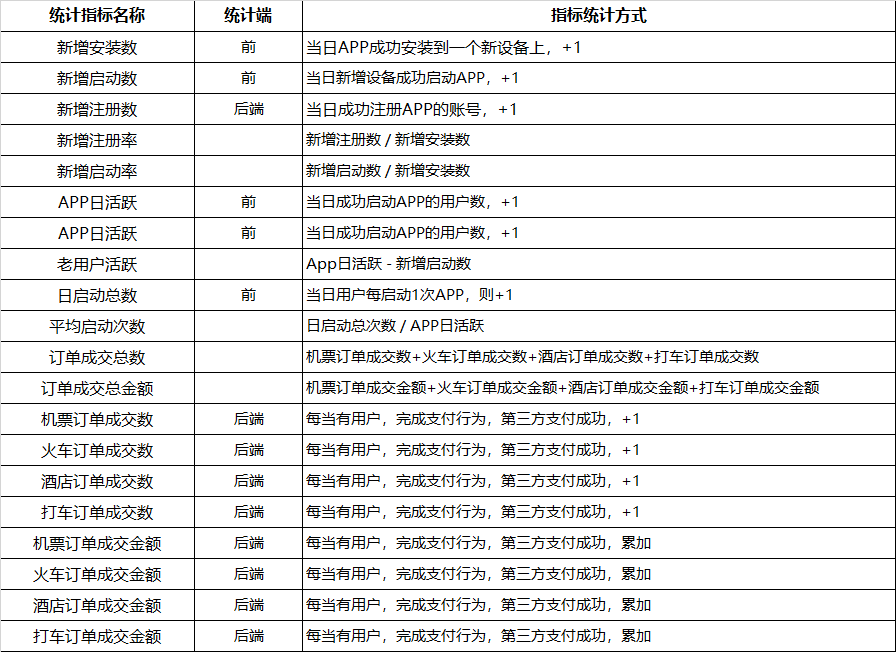 统计指标名称 统计端 指标统计方式
新增安装数 前 当日APP成功安装到一个新设备上，+1
新增启动数 前 当日新增设备成功启动APP，+1
新增注册数 后端 当日成功注册APP的账号，+1
新增注册率 新增注册数 / 新增安装数
新增启动率 新增启动数 / 新增安装数
APP日活跃 前 当日成功启动APP的用户数，+1
APP日活跃 前 当日成功启动APP的用户数，+1
老用户活跃 App日活跃 - 新增启动数
日启动总数 前 当日用户每启动1次APP，则+1
平均启动次数 日启动总次数 / APP日活跃
订单成交总数 机票订单成交数+火车订单成交数+酒店订单成交数+打车订单成交数
订单成交总金额 机票订单成交金额+火车订单成交金额+酒店订单成交金额+打车订单成交金额
机票订单成交数 后端 每当有用户，完成支付行为，第三方支付成功，+1
火车订单成交数 后端 每当有用户，完成支付行为，第三方支付成功，+1
酒店订单成交数 后端 每当有用户，完成支付行为，第三方支付成功，+1
打车订单成交数 后端 每当有用户，完成支付行为，第三方支付成功，+1
机票订单成交金额 后端 每当有用户，完成支付行为，第三方支付成功，累加
火车订单成交金额 后端 每当有用户，完成支付行为，第三方支付成功，累加
酒店订单成交金额 后端 每当有用户，完成支付行为，第三方支付成功，累加
打车订单成交金额 后端 每当有用户，完成支付行为，第三方支付成功，累加